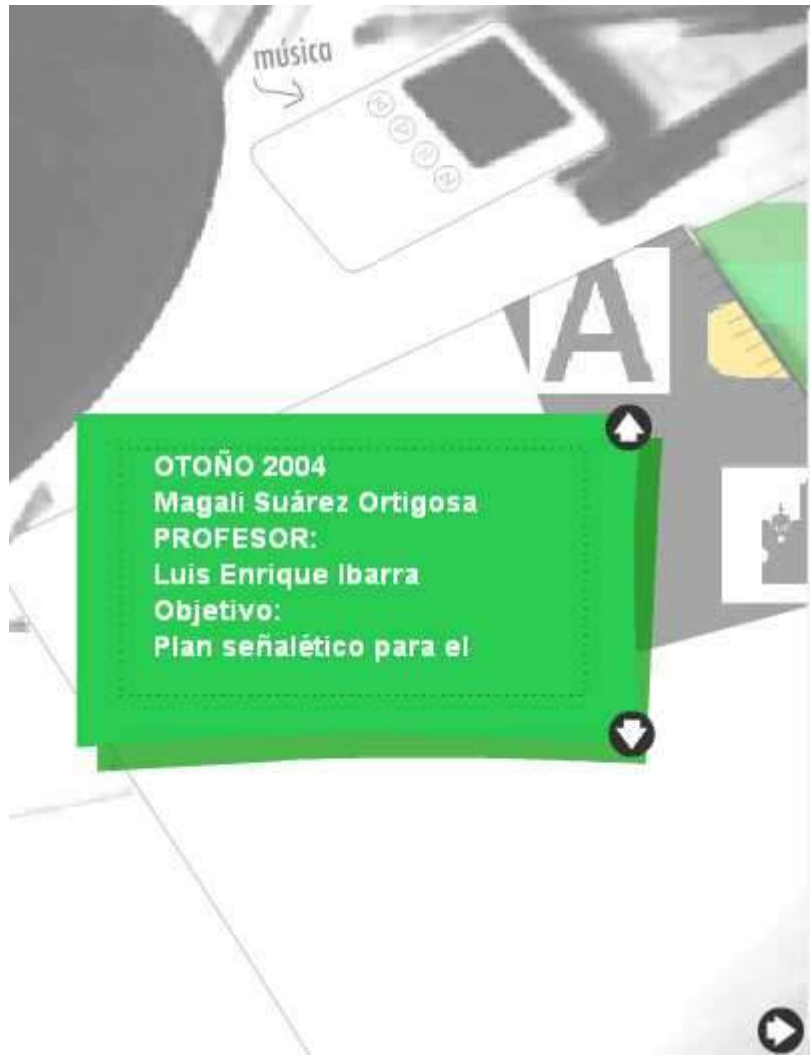 música
A
OTOÑO 2004
Magali Suárez Ortigosa
PROFESOR:
Luis Enrique Ibarra
Objetivo:
Plan señalético para el